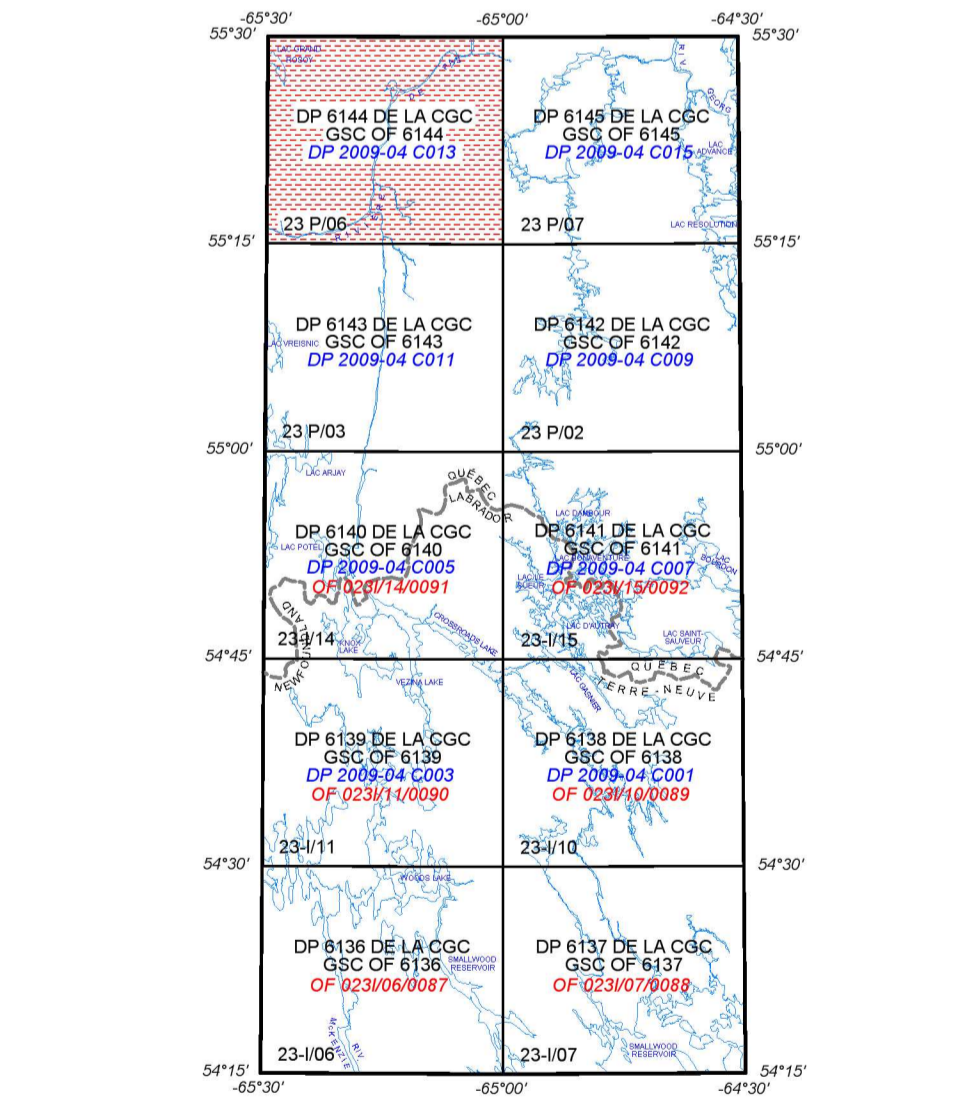 -65°30' -65°00' -64°30'
55°30' 55°30'
LAC GRAND
ROSOY
RIV
GEORG
DE PAS
DP 6144 DE LA CGC
GSC OF 6144
DP 2009-04 C013
RIVIÈRE
23 P/06
DP 6145 DE LA CGC
GSC OF 6145
DP 2009-04 C015
LAC
ADVANCE
LAC RESOLUTION
23 P/07
55°15' 55°15'
DP 6143 DE LA CGC
GSC OF 6143
DP 2009-04 C011
LAC VREISNIC
23 P/03
DP 6142 DE LA CGC
GSC OF 6142
DP 2009-04 C009
23 P/02
55°00' 55°00'
LAC ARJAY
QUÉBEC
LABRADOR
DP 6140 DE LA CGC
GSC OF 6140
DP 2009-04 C005
OF 023I/14/0091
LAC POTEL
23-I/14
KNOX
LAKE
CROSSROADS LAKE
LAC DAMBOUR
DP 6141 DE LA CGC
GSC OF 6141
LAC BONAVENTURE
DP 2009-04 C007
OF 023I/15/0092
LAC LE
SUEUR
LAC
BOURDON
LAC D'AUTRAY
LAC SAINT-
SAUVEUR
23-I/15
54°45' 54°45'
NEWFOUNDLAND
QUÉBEC
TERRE-NEUVE
VEZINA LAKE
LAC GASNIER
DP 6139 DE LA CGC
GSC OF 6139
DP 2009-04 C003
OF 023I/11/0090
23-I/11
DP 6138 DE LA CGC
GSC OF 6138
DP 2009-04 C001
OF 023I/10/0089
23-I/10
54°30' 54°30'
WOODS LAKE
DP 6136 DE LA CGC
GSC OF 6136
OF 023I/06/0087
SMALLWOOD
RESERVOIR
McKENZIE
RIV
23-I/06
DP 6137 DE LA CGC
GSC OF 6137
OF 023I/07/0088
SMALLWOOD
RESERVOIR
23-I/07
54°15' 54°15'
-65°30' -65°00' -64°30'